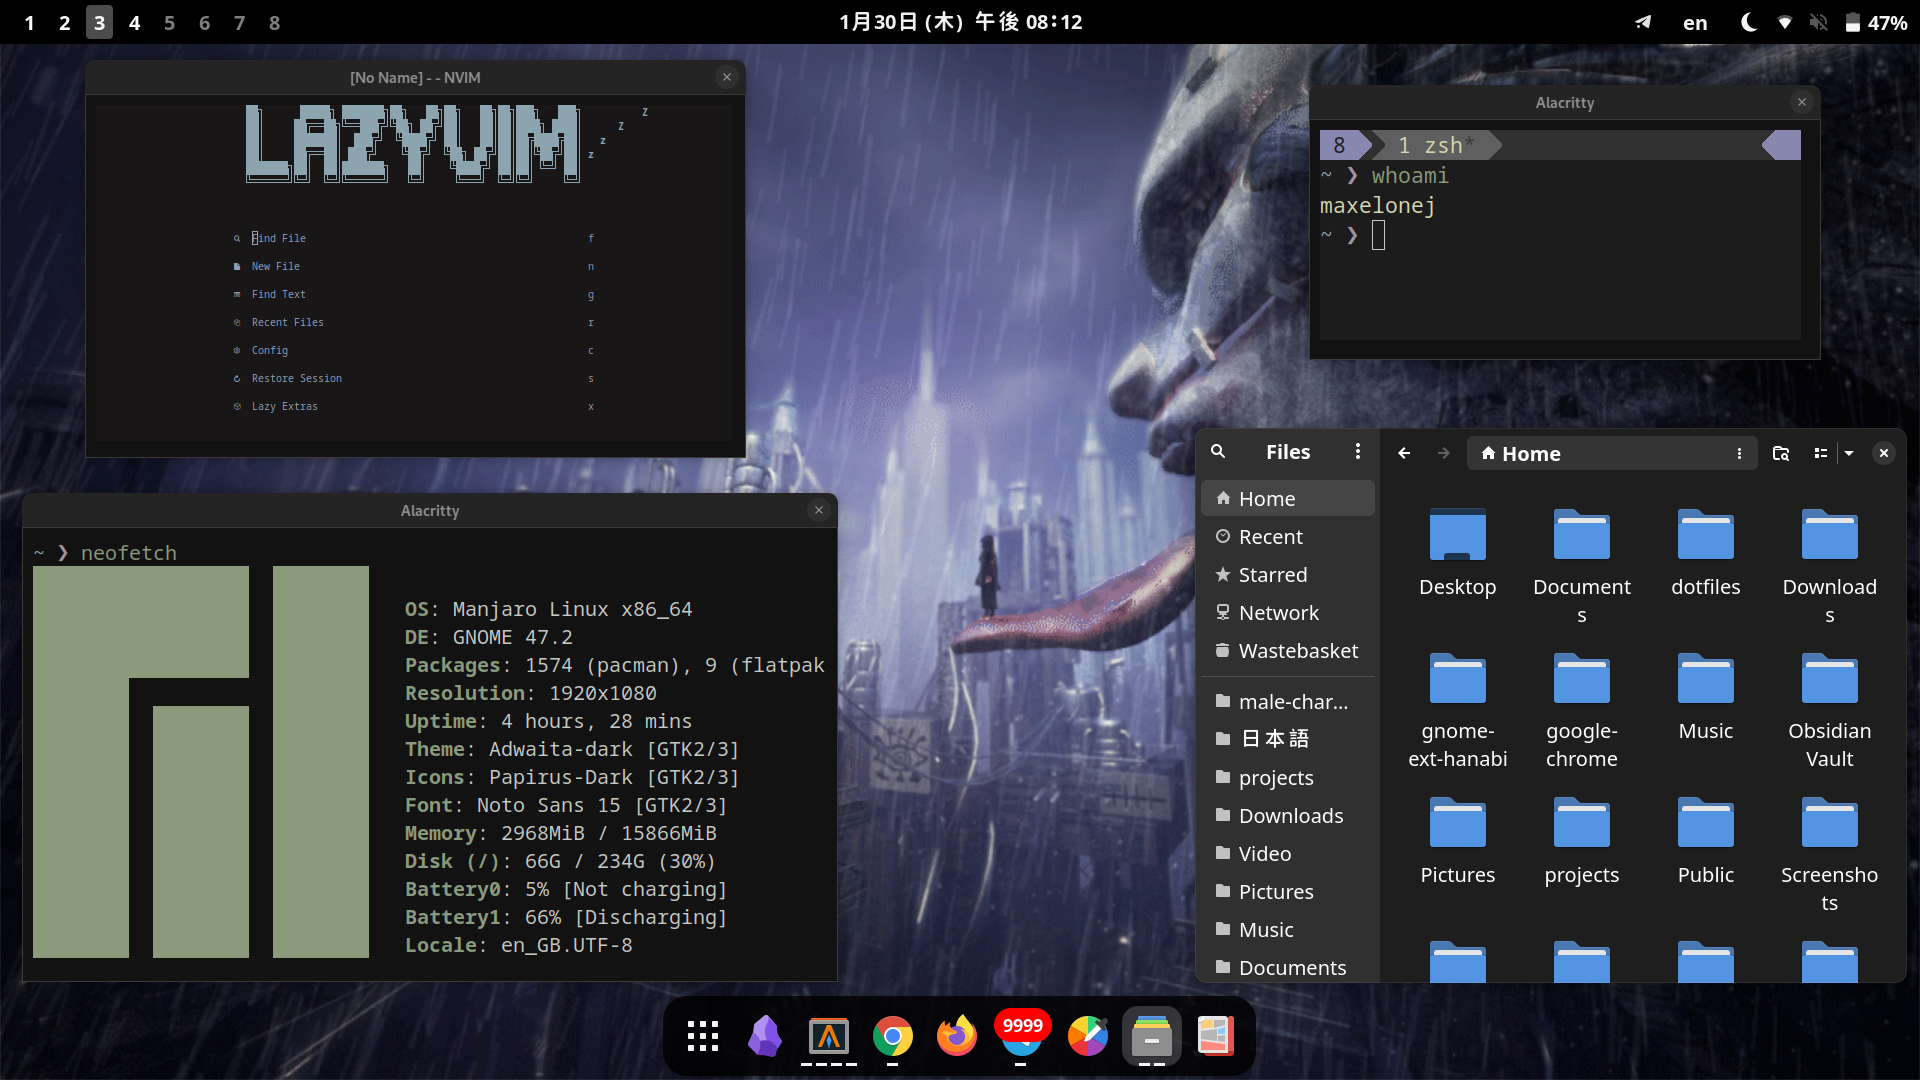 1 2 3 4 5 6 7 8
1月30日 (木) 午後 08:12
en
47%
[No Name] - - NVIM
LAZYVIM
z
z
z
z
Find File f
New File n
Find Text g
Recent Files r
Config c
Restore Session s
Lazy Extras x
Alacritty
8 1 zsh*
~ ❯ whoami
maxelonej
~ ❯
Alacritty
~ ❯ neofetch
OS: Manjaro Linux x86_64
DE: GNOME 47.2
Packages: 1574 (pacman), 9 (flatpak
Resolution: 1920x1080
Uptime: 4 hours, 28 mins
Theme: Adwaita-dark [GTK2/3]
Icons: Papirus-Dark [GTK2/3]
Font: Noto Sans 15 [GTK2/3]
Memory: 2968MiB / 15866MiB
Disk (/): 66G / 234G (30%)
Battery0: 5% [Not charging]
Battery1: 66% [Discharging]
Locale: en_GB.UTF-8
Files
Home
Recent
Starred
Network
Wastebasket
male-char...
日本語
projects
Downloads
Video
Pictures
Music
Documents
Home
Desktop
Document
s
dotfiles
Download
s
gnome-
ext-hanabi
google-
chrome
Music
Obsidian
Vault
Pictures
projects
Public
Screensho
ts
9999